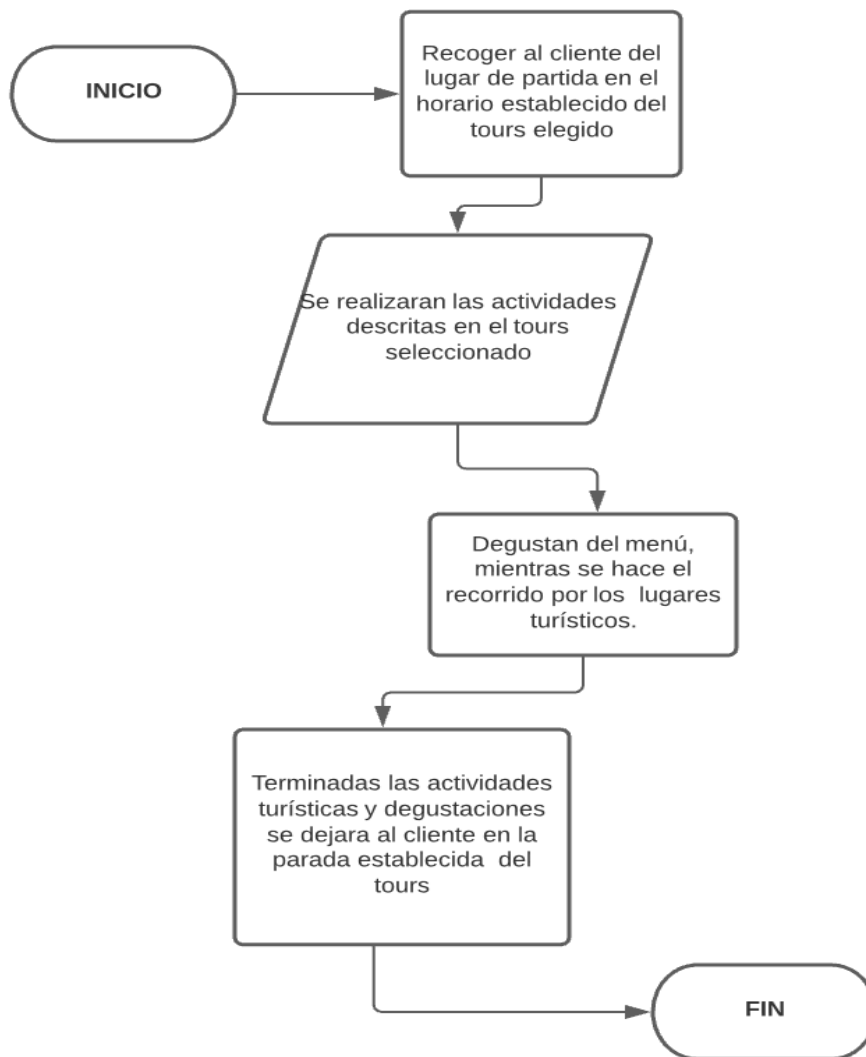 INICIO
Recoger al cliente del
lugar de partida en el
horario establecido del
tours elegido
Se realizaran las actividades
descritas en el tours
seleccionado
Degustan del menú,
mientras se hace el
recorrido por los lugares
turísticos.
Terminadas las actividades
turísticas y degustaciones
se dejara al cliente en la
parada establecida del
tours
FIN